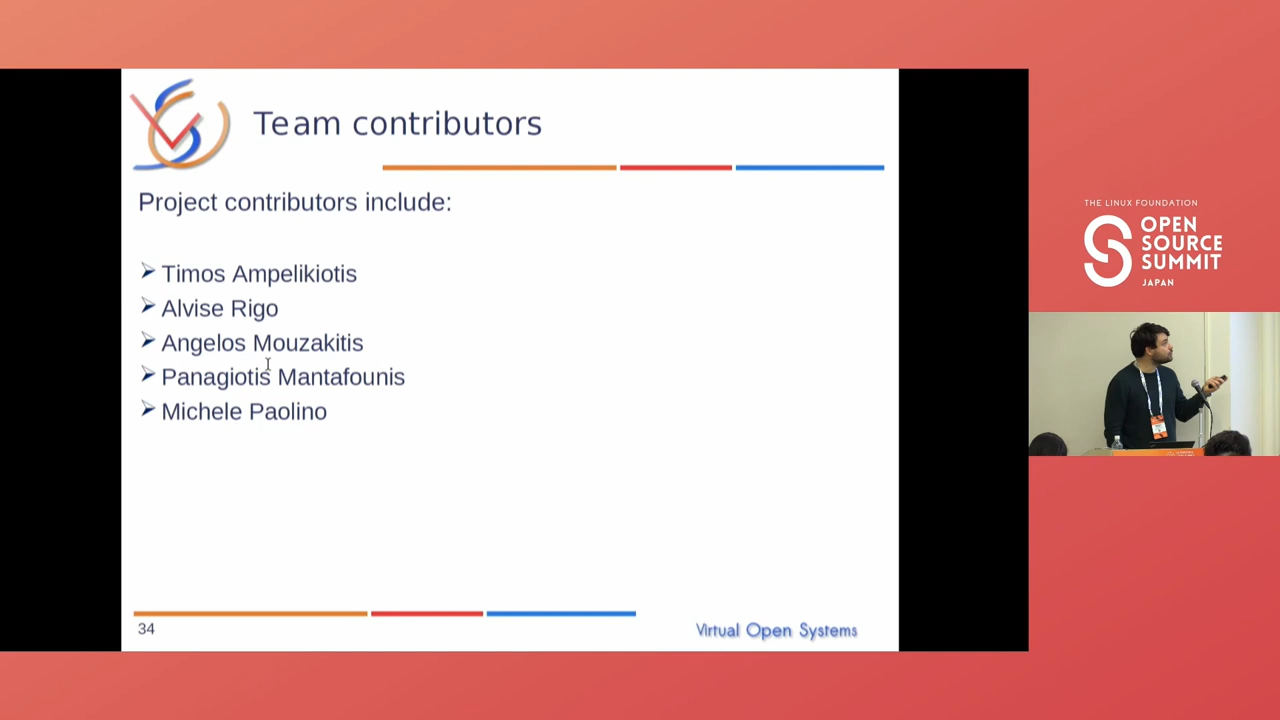 Team contributors
Project contributors include:
Timos Ampelikiotis
Alvise Rigo
Angelos Mouzakitis
Panagiotis Mantafounis
Michele Paolino
34
Virtual Open Systems
THE LINUX FOUNDATION
OPEN
SOURCE
SUMMIT
JAPAN